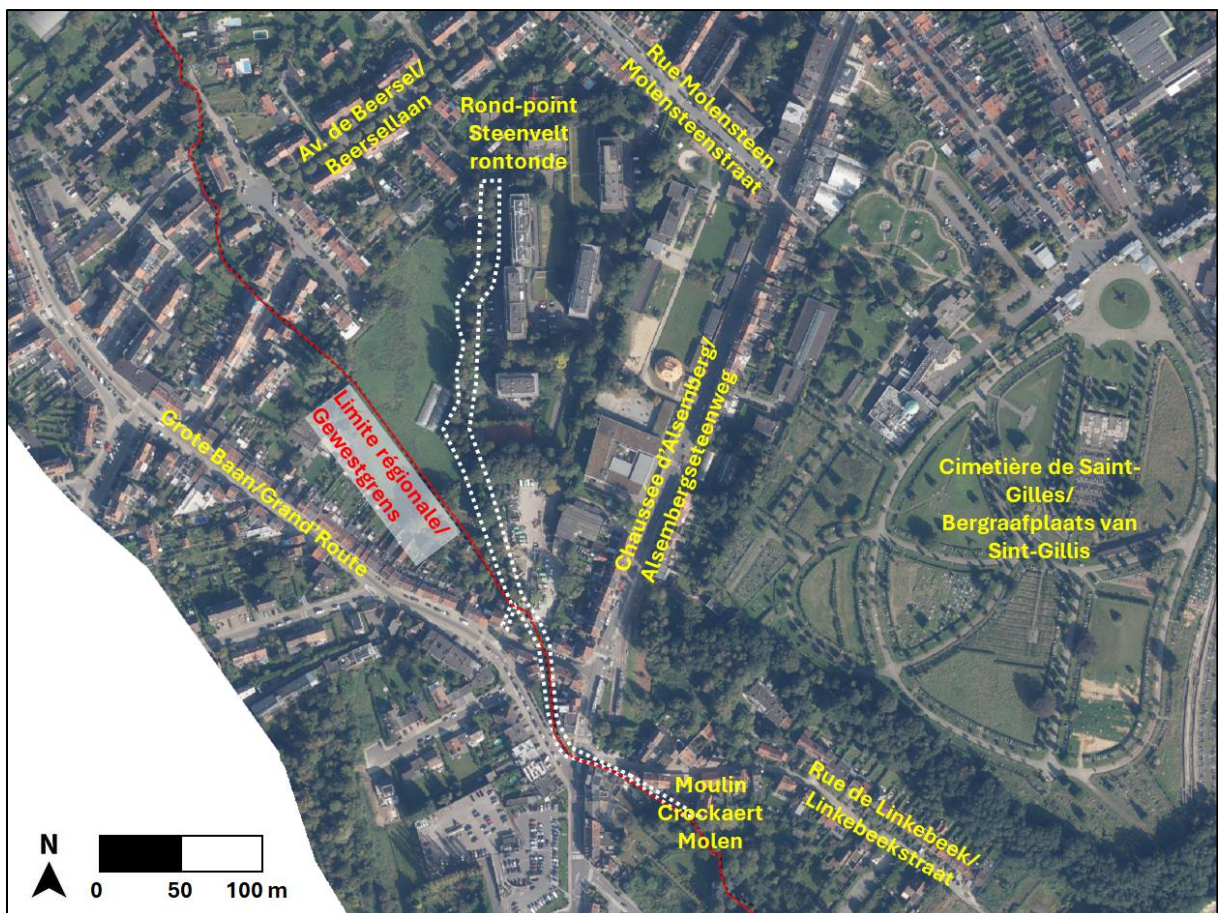 Av. de Beersel/
Beersellaan
Rond-point
Steenvelt
rontonde
Rue Molensteen
Molensteenstraat
Limite régionale/
Gewestgrens
Grote Baan/Grand’Route
Chaussée d’Alsemberg/
Alsembergseteenweg
Cimetière de Saint-
Gilles/
Bergraafplaats van
Sint-Gillis
Moulin
Crockaert
Molen
Rue de Linkebeek/
Linkebeekstraat
N
0 50 100 m